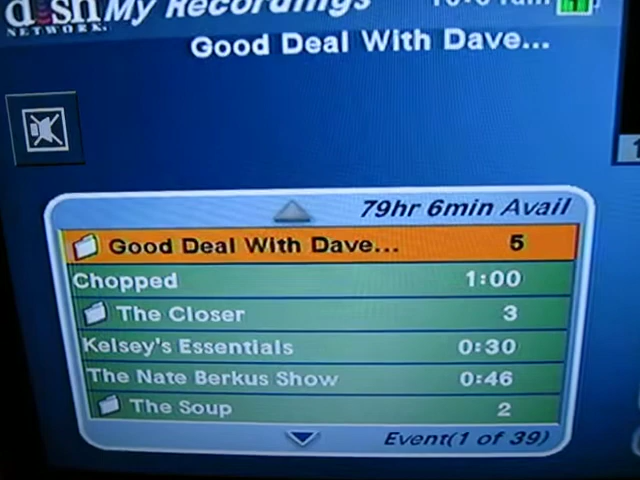 dish My Recordings
NETWORK.
Good Deal With Dave...
79hr 6min Avail
Good Deal With Dave... 5
Chopped 1:00
The Closer 3
Kelsey's Essentials 0:30
The Nate Berkus Show 0:46
The Soup 2
Event(1 of 39)